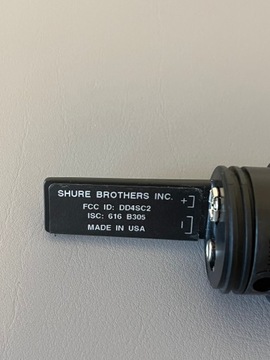 SHURE BROTHERS INC.
FCC ID: DD4SC2
ISC: 616 B305
MADE IN USA
+
-